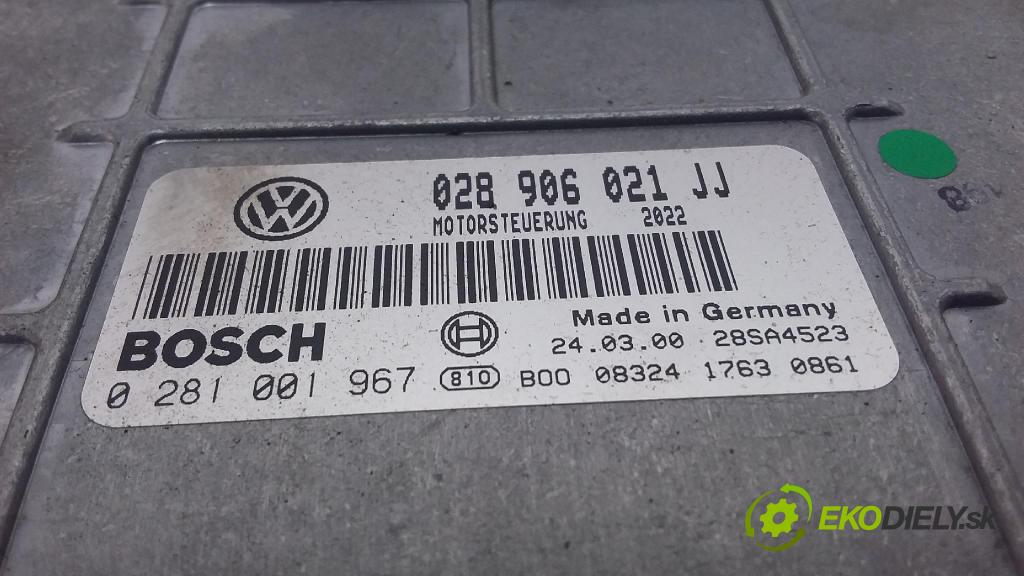 028 906 021 JJ
MOTORSTEUERUNG 2022
Made in Germany
BOSCH
24.03.00 28SA4523
0 281 001 967 810 B00 08324 1763 0861
861
EKODIELY.sk